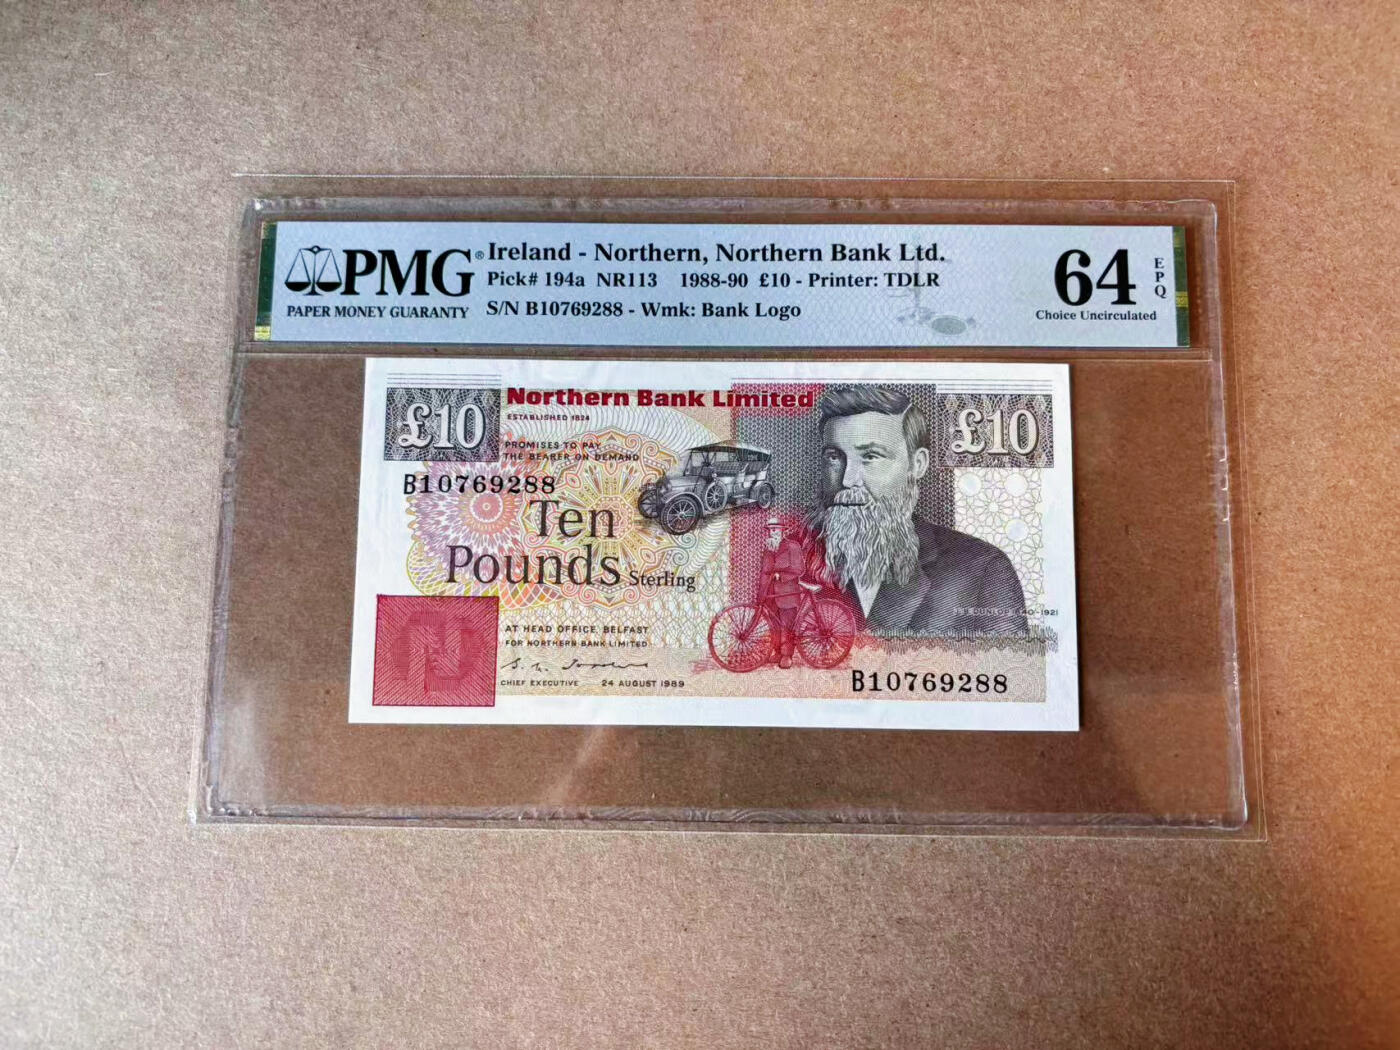 PMG®
PAPER MONEY GUARANTY
Ireland - Northern, Northern Bank Ltd.
Pick# 194a NR113 1988-90 £10 - Printer: TDLR
S/N B10769288 - Wmk: Bank Logo
64
EPQ
Choice Uncirculated
£10
Northern Bank Limited
ESTABLISHED 1824
PROMISES TO PAY
THE BEARER ON DEMAND
B10769288
Ten
Pounds Sterling
AT HEAD OFFICE, BELFAST
FOR NORTHERN BANK LIMITED
CHIEF EXECUTIVE 24 AUGUST 1989
£10
J.B. DUNLOP 1840-1921
B10769288